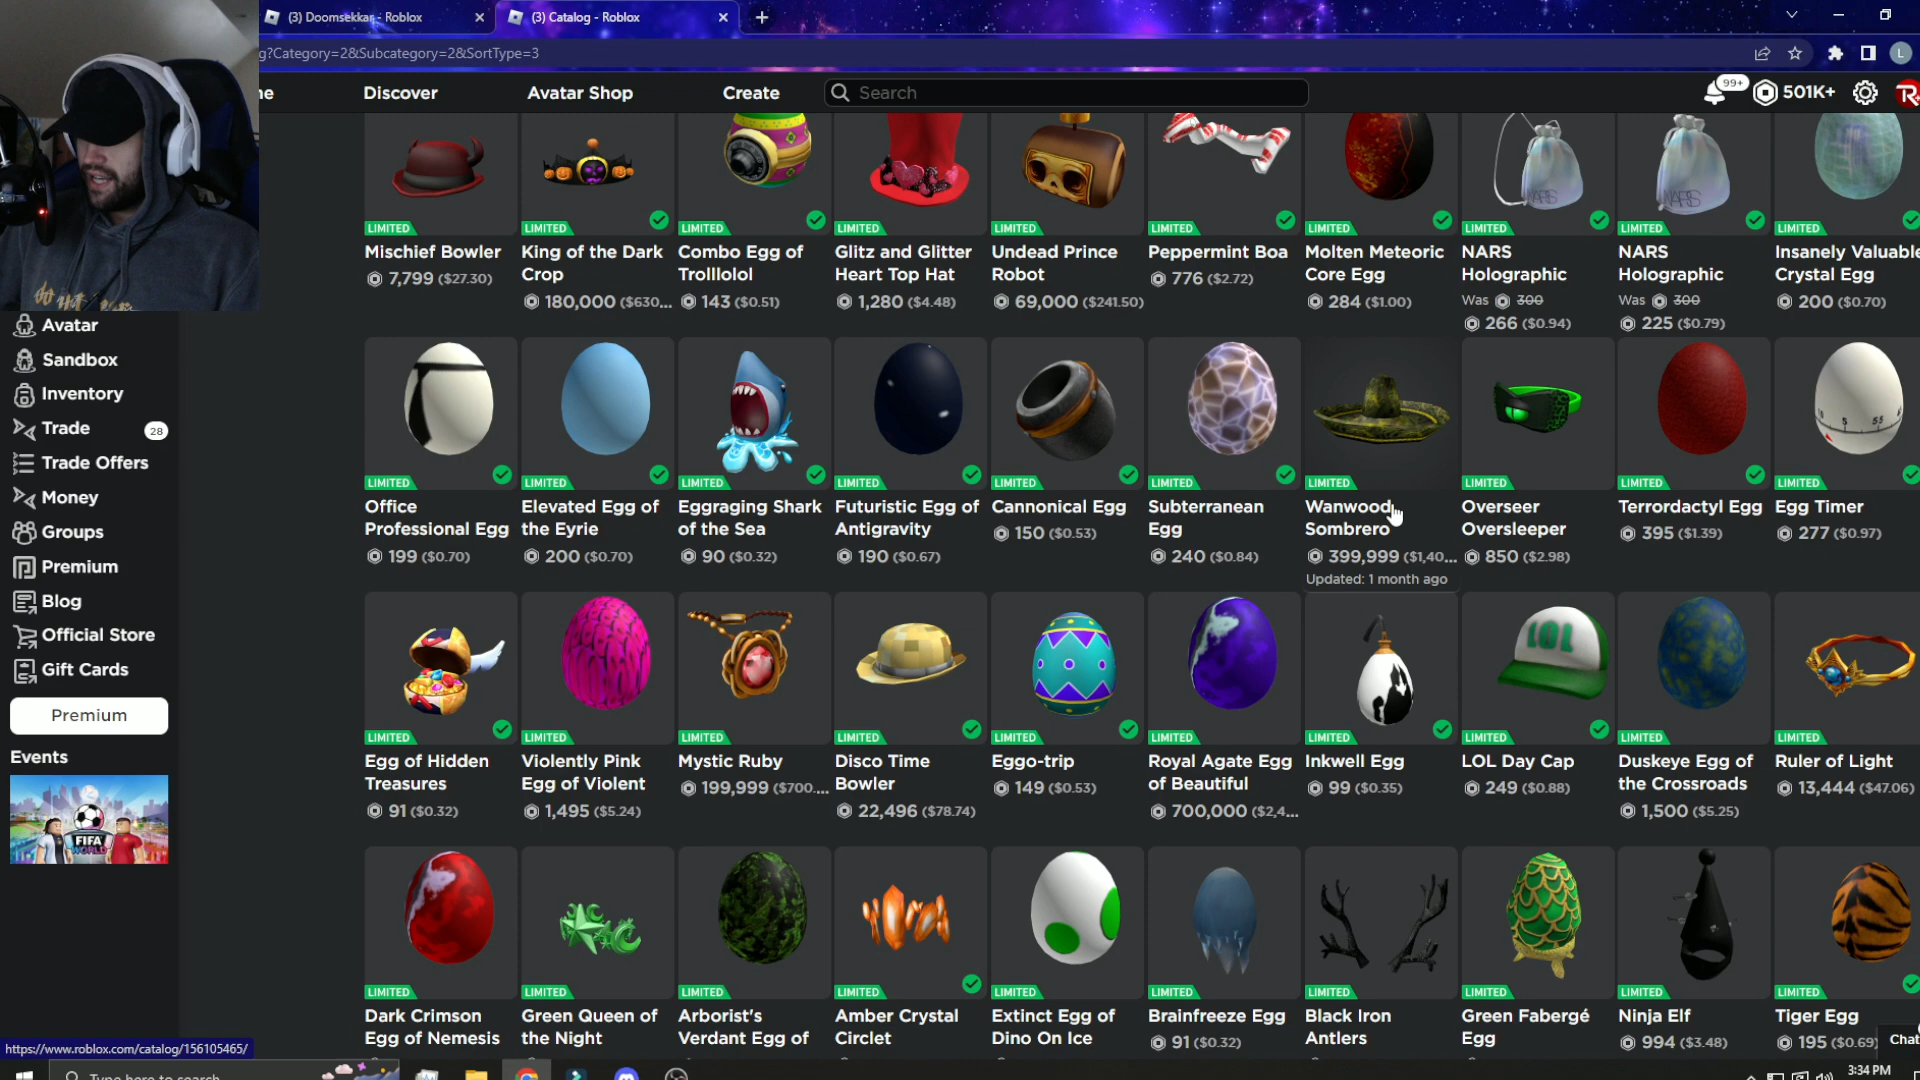 (3) Doomsekkar - Roblox
(3) Catalog - Roblox
g?Category=2&Subcategory=2&SortType=3
L
me
Discover
Avatar Shop
Create
Search
99+
501K+
Avatar
Sandbox
Inventory
Trade
28
Trade Offers
Money
Groups
Premium
Blog
Official Store
Gift Cards
Premium
Events
FIFA
WORLD
LIMITED LIMITED LIMITED LIMITED LIMITED LIMITED LIMITED LIMITED LIMITED LIMITED
Mischief Bowler
7,799 ($27.30)
King of the Dark
Crop
180,000 ($630...
Combo Egg of
Trolllolol
143 ($0.51)
Glitz and Glitter
Heart Top Hat
1,280 ($4.48)
Undead Prince
Robot
69,000 ($241.50)
Peppermint Boa
776 ($2.72)
Molten Meteoric
Core Egg
284 ($1.00)
NARS
NARS
Holographic
Was 300
266 ($0.94)
NARS
NARS
Holographic
Was 300
225 ($0.79)
Insanely Valuable
Crystal Egg
200 ($0.70)
LIMITED LIMITED LIMITED LIMITED LIMITED LIMITED LIMITED LIMITED LIMITED LIMITED
Office
Professional Egg
199 ($0.70)
Elevated Egg of
the Eyrie
200 ($0.70)
Eggraging Shark
of the Sea
90 ($0.32)
Futuristic Egg of
Antigravity
190 ($0.67)
Cannonical Egg
150 ($0.53)
Subterranean
Egg
240 ($0.84)
Wanwood
Sombrero
399,999 ($1,40...
Updated: 1 month ago
Overseer
Oversleeper
850 ($2.98)
Terrordactyl Egg
395 ($1.39)
5 55
Egg Timer
277 ($0.97)
LIMITED LIMITED LIMITED LIMITED LIMITED LIMITED LIMITED LIMITED LIMITED LIMITED
Egg of Hidden
Treasures
91 ($0.32)
Violently Pink
Egg of Violent
1,495 ($5.24)
Mystic Ruby
199,999 ($700....
Disco Time
Bowler
22,496 ($78.74)
Eggo-trip
149 ($0.53)
Royal Agate Egg
of Beautiful
700,000 ($2,4...
Inkwell Egg
99 ($0.35)
LOL
LOL Day Cap
249 ($0.88)
Duskeye Egg of
the Crossroads
1,500 ($5.25)
Ruler of Light
13,444 ($47.06)
LIMITED LIMITED LIMITED LIMITED LIMITED LIMITED LIMITED LIMITED LIMITED LIMITED
Dark Crimson
Egg of Nemesis
Green Queen of
the Night
Arborist's
Verdant Egg of
Amber Crystal
Circlet
Extinct Egg of
Dino On Ice
Brainfreeze Egg
91 ($0.32)
Black Iron
Antlers
Green Fabergé
Egg
Ninja Elf
994 ($3.48)
Tiger Egg
195 ($0.69)
Chat
https://www.roblox.com/catalog/156105465/
Type here to search
3:34 PM